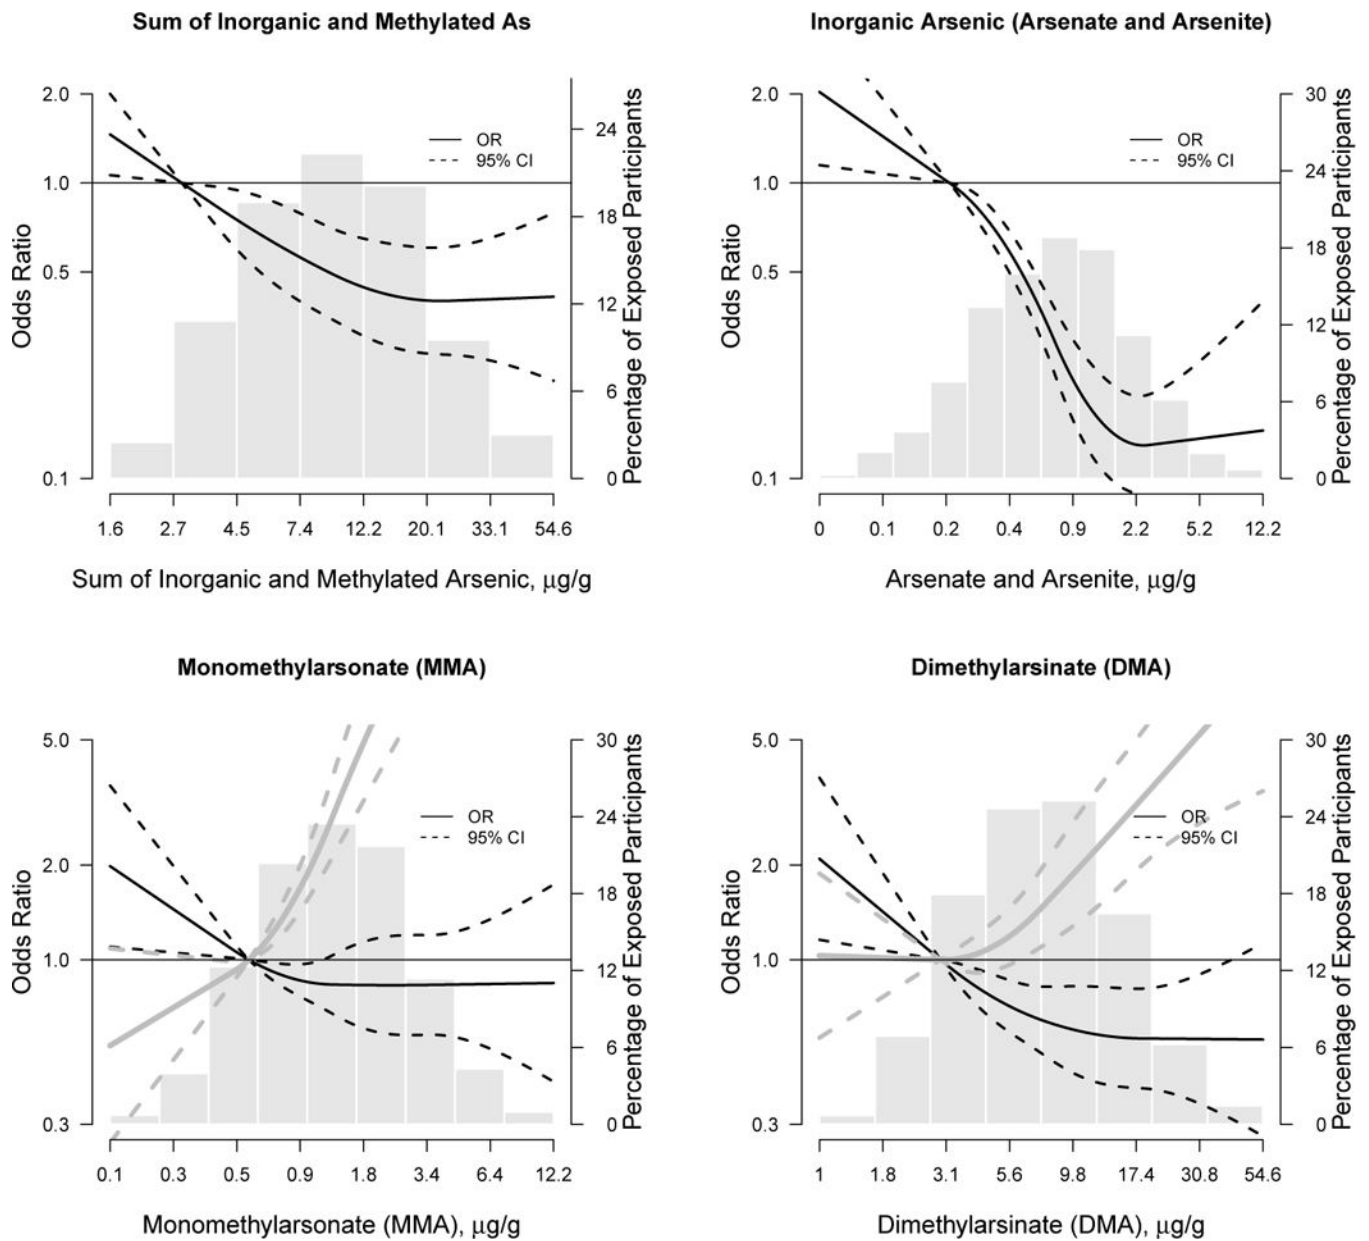 Sum of Inorganic and Methylated As
2.0
1.0
0.5
0.1
Odds Ratio
OR
95% CI
24
18
12
6
0
Percentage of Exposed Participants
1.6 2.7 4.5 7.4 12.2 20.1 33.1 54.6
Sum of Inorganic and Methylated Arsenic, μg/g
Inorganic Arsenic (Arsenate and Arsenite)
2.0
1.0
0.5
0.1
Odds Ratio
OR
95% CI
30
24
18
12
6
0
Percentage of Exposed Participants
0 0.1 0.2 0.4 0.9 2.2 5.2 12.2
Arsenate and Arsenite, μg/g
Monomethylarsonate (MMA)
5.0
2.0
1.0
0.3
Odds Ratio
OR
95% CI
30
24
18
12
6
0
Percentage of Exposed Participants
0.1 0.3 0.5 0.9 1.8 3.4 6.4 12.2
Monomethylarsonate (MMA), μg/g
Dimethylarsinate (DMA)
5.0
2.0
1.0
0.3
Odds Ratio
OR
95% CI
30
24
18
12
6
0
Percentage of Exposed Participants
1 1.8 3.1 5.6 9.8 17.4 30.8 54.6
Dimethylarsinate (DMA), μg/g